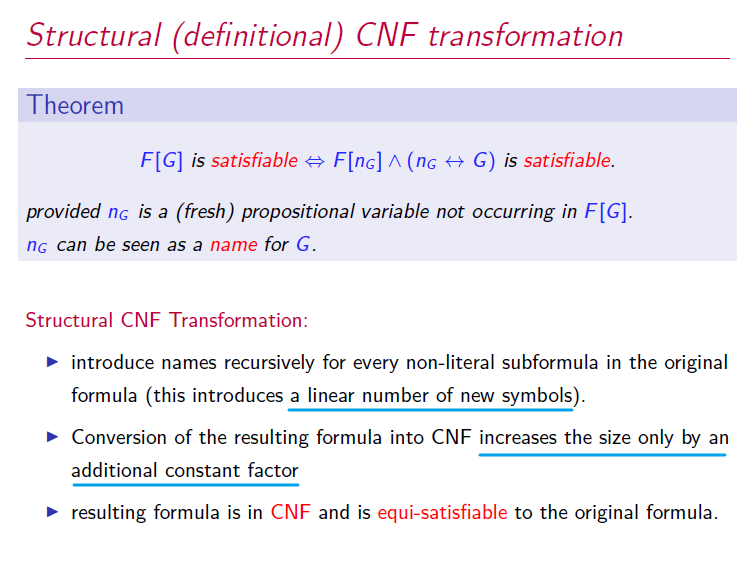 Structural (definitional) CNF transformation
Theorem
F[G] is satisfiable ⇔ F[n_G] ∧ (n_G ↔ G) is satisfiable.
provided n_G is a (fresh) propositional variable not occurring in F[G].
n_G can be seen as a name for G.
Structural CNF Transformation:
▶ introduce names recursively for every non-literal subformula in the original
formula (this introduces a linear number of new symbols).
▶ Conversion of the resulting formula into CNF increases the size only by an
additional constant factor
▶ resulting formula is in CNF and is equi-satisfiable to the original formula.